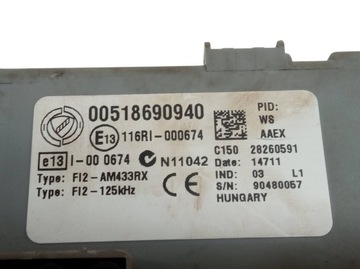 00518690940
PID:
WS
AAEX
E13 116RI-000674
e13 I-00 0674
N11042
C150 28260591
Type: FI2-AM433RX
Date: 14711
IND: 03 L1
Type: FI2-125kHz
CE
S/N: 90480057
HUNGARY